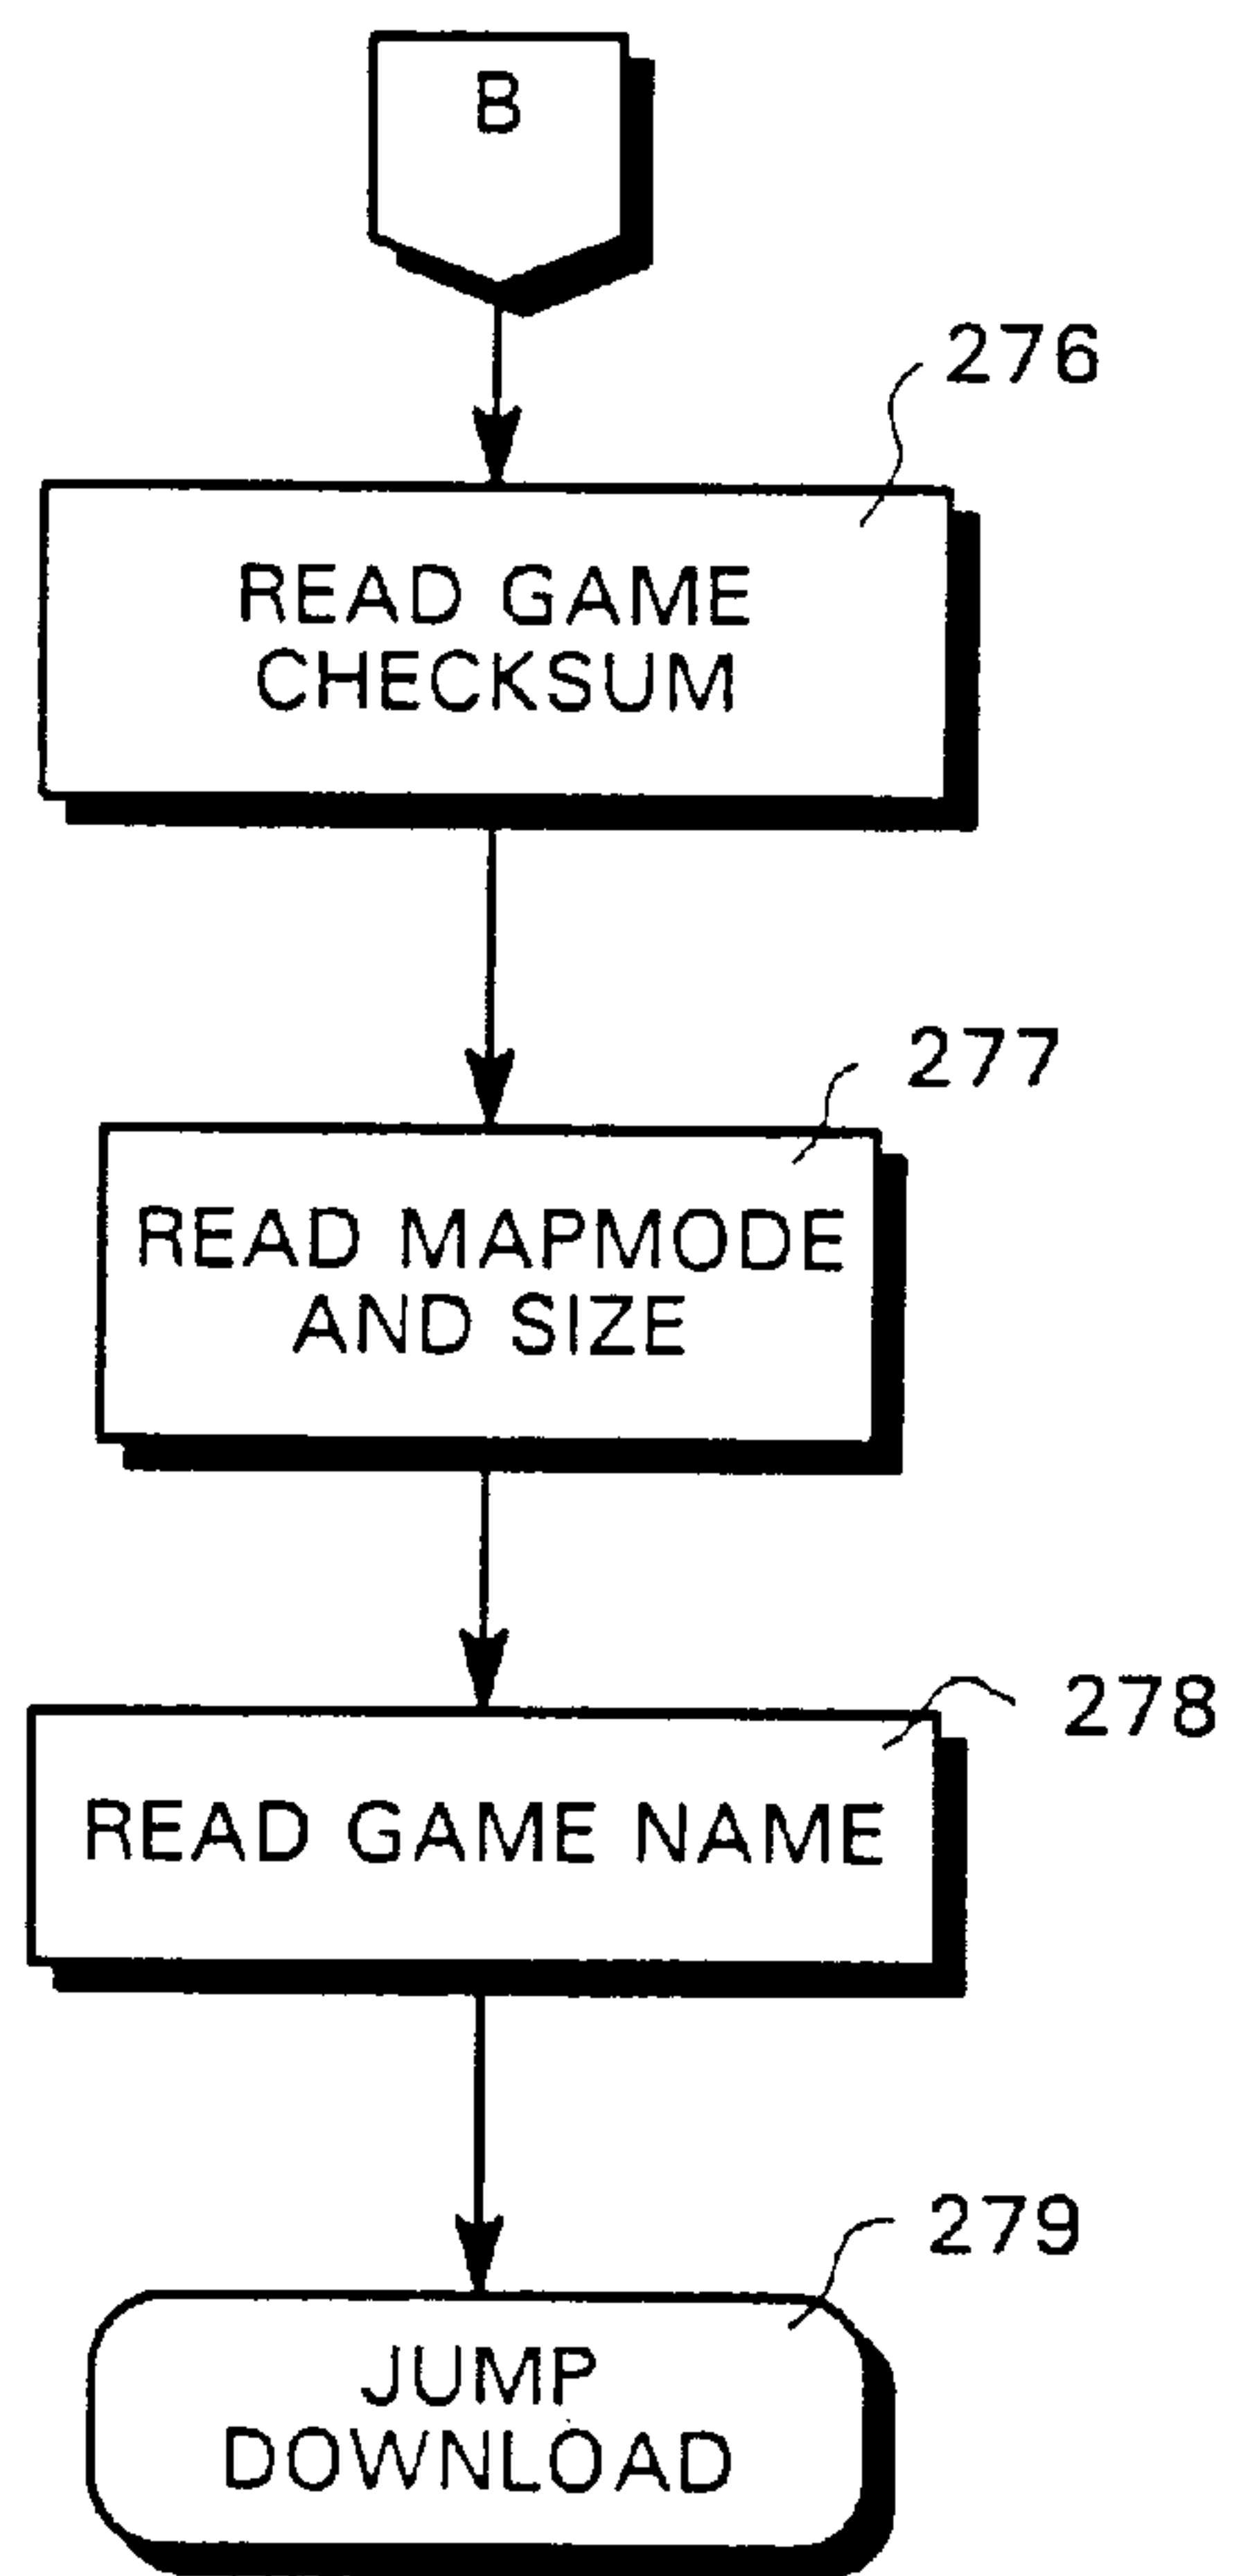 B
276
READ GAME
CHECKSUM
277
READ MAPMODE
AND SIZE
278
READ GAME NAME
279
JUMP
DOWNLOAD